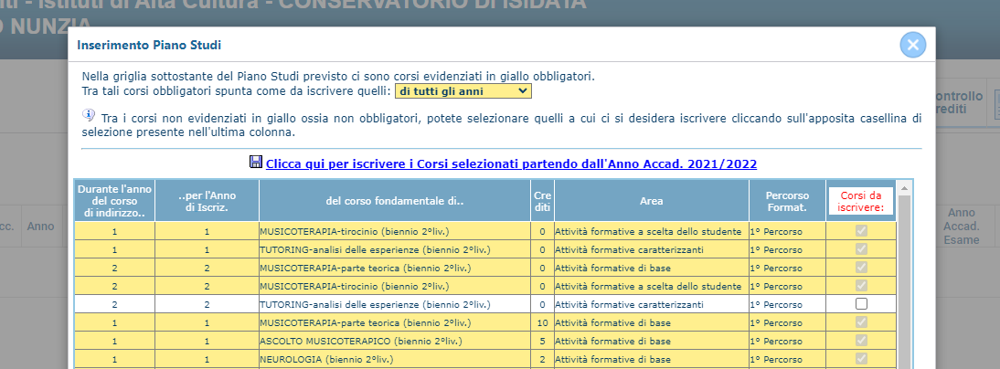 nti - Istituti di Alta Cultura - CONSERVATORIO DI ISIDATA
O NUNZIA
Inserimento Piano Studi
Nella griglia sottostante del Piano Studi previsto ci sono corsi evidenziati in giallo obbligatori.
Tra tali corsi obbligatori spunta come da iscrivere quelli: di tutti gli anni
Tra i corsi non evidenziati in giallo ossia non obbligatori, potete selezionare quelli a cui ci si desidera iscrivere cliccando sull'apposita casellina di
selezione presente nell'ultima colonna.
Clicca qui per iscrivere i Corsi selezionati partendo dall'Anno Accad. 2021/2022
ontrollo
rediti
cc. Anno
Anno
Accad.
Esame
Durante l'anno
del corso
di indirizzo..
..per l'Anno
di Iscriz.
del corso fondamentale di..
Cre
diti
Area
Percorso
Format.
Corsi da
iscrivere:
1 1 MUSICOTERAPIA-tirocinio (biennio 2°liv.) 0 Attività formative a scelta dello studente 1° Percorso
1 1 TUTORING-analisi delle esperienze (biennio 2°liv.) 0 Attività formative caratterizzanti 1° Percorso
2 2 MUSICOTERAPIA-parte teorica (biennio 2°liv.) 0 Attività formative di base 1° Percorso
2 2 MUSICOTERAPIA-tirocinio (biennio 2°liv.) 0 Attività formative a scelta dello studente 1° Percorso
2 2 TUTORING-analisi delle esperienze (biennio 2°liv.) 0 Attività formative caratterizzanti 1° Percorso
1 1 MUSICOTERAPIA-parte teorica (biennio 2°liv.) 10 Attività formative di base 1° Percorso
1 1 ASCOLTO MUSICOTERAPICO (biennio 2°liv.) 5 Attività formative di base 1° Percorso
1 1 NEUROLOGIA (biennio 2°liv.) 2 Attività formative di base 1° Percorso